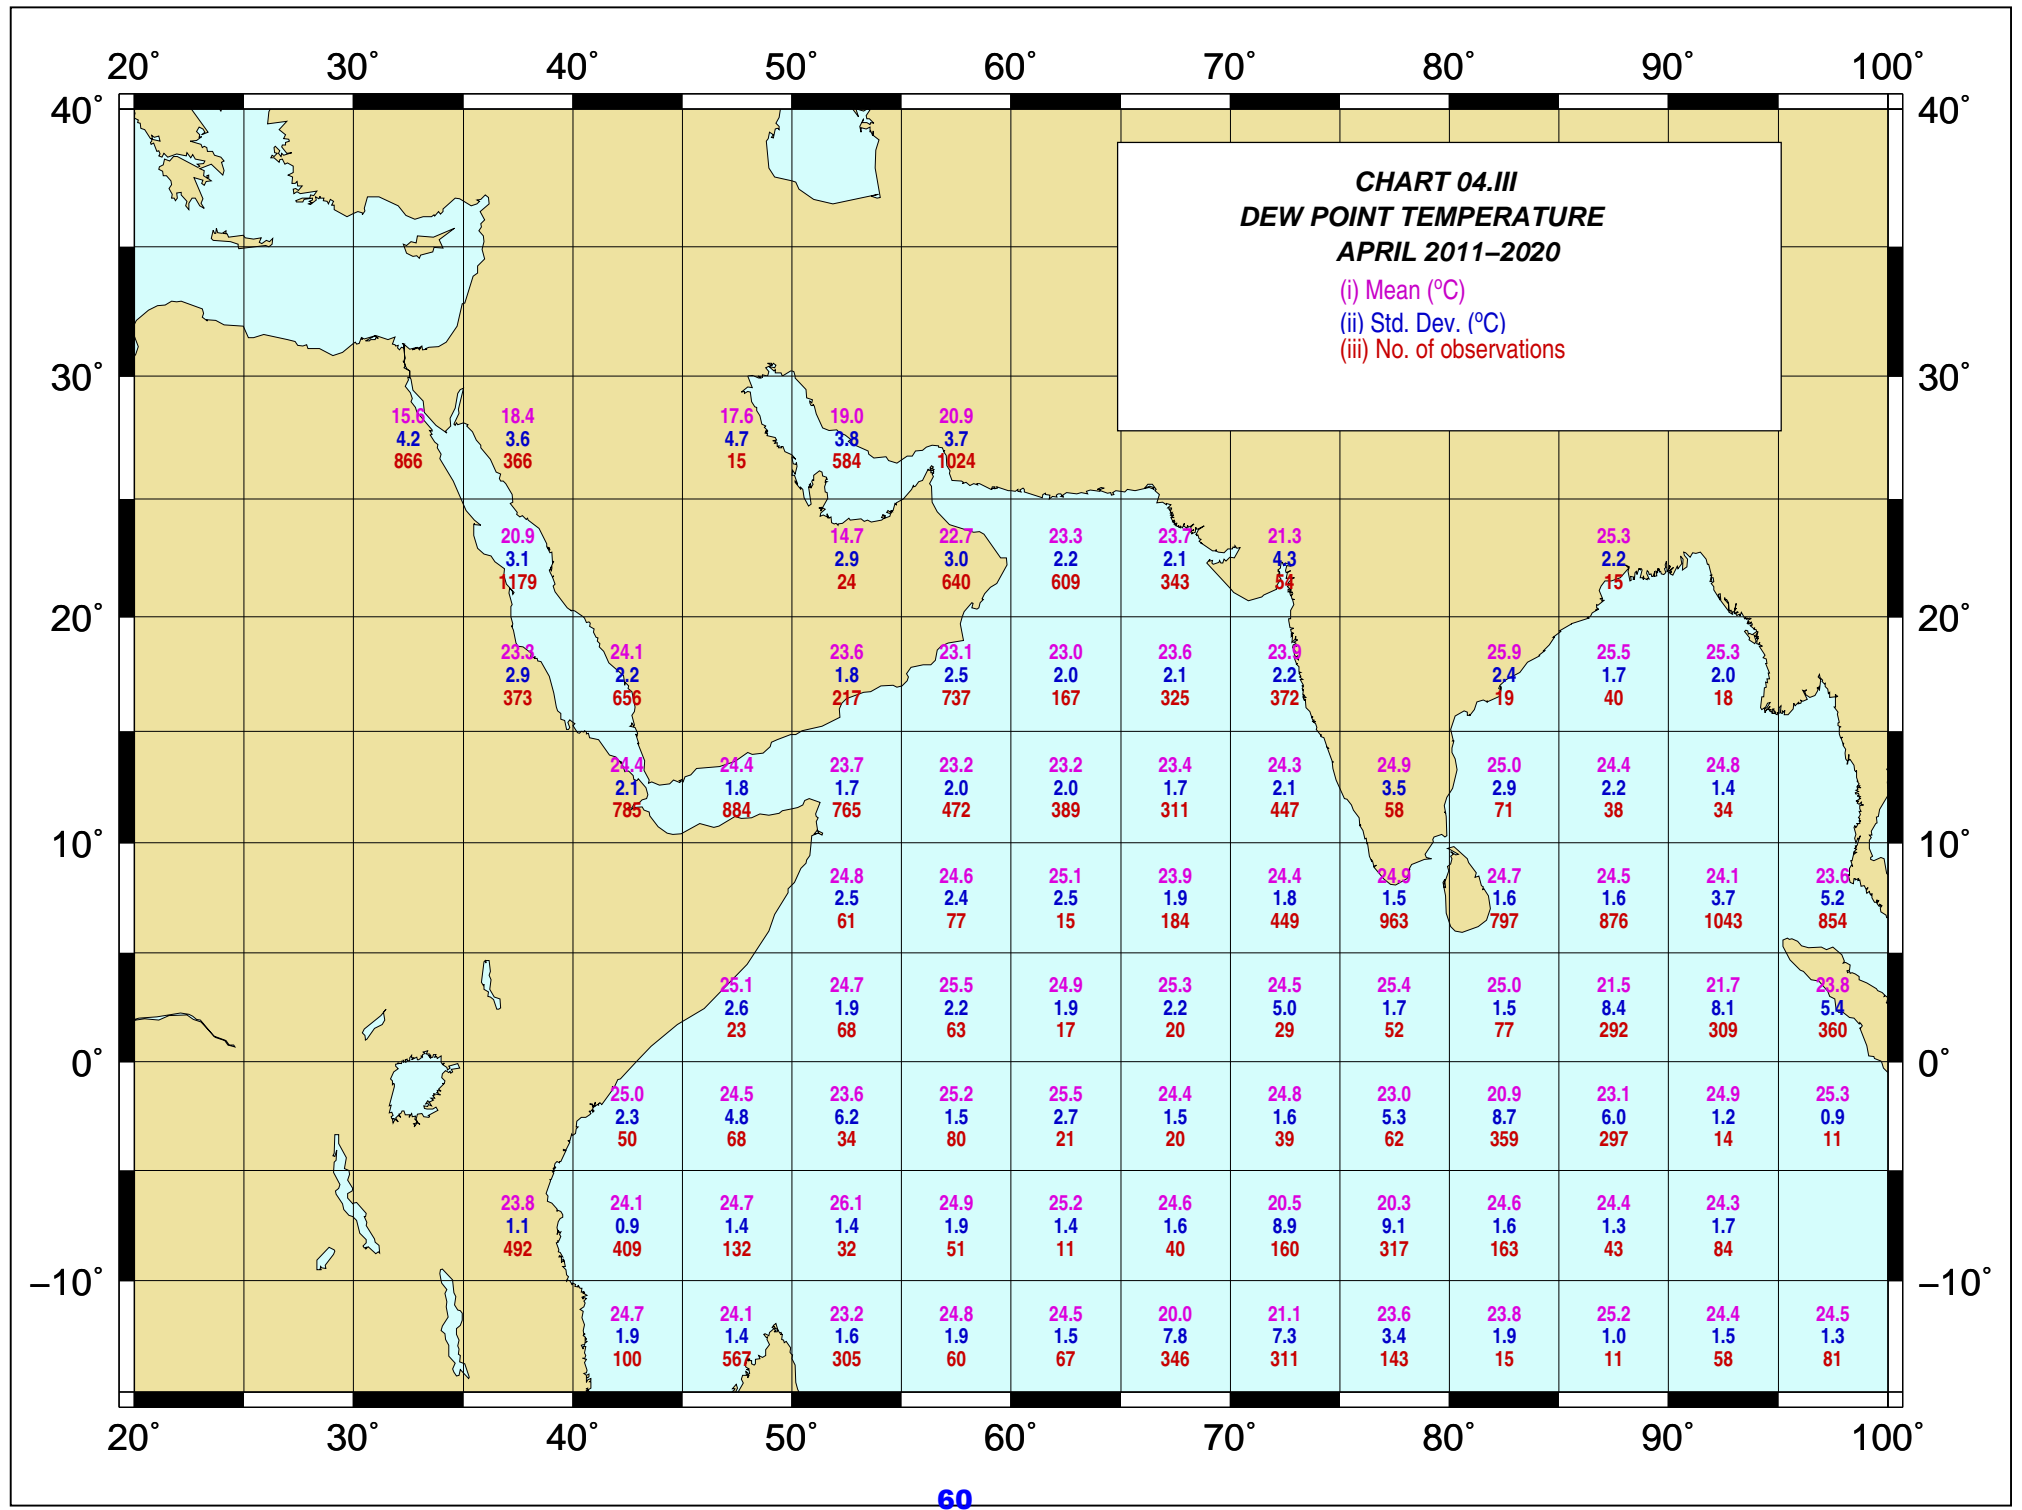 20° 30° 40° 50° 60° 70° 80° 90° 100°
40° 40°
CHART 04.III
DEW POINT TEMPERATURE
APRIL 2011–2020
(i) Mean (°C)
(ii) Std. Dev. (°C)
(iii) No. of observations
30° 30°
15.6 18.4 17.6 19.0 20.9
4.2 3.6 4.7 3.8 3.7
866 366 15 584 1024
20.9 14.7 22.7 23.3 23.7 21.3 25.3
3.1 2.9 3.0 2.2 2.1 4.3 2.2
1179 24 640 609 343 54 15
20° 20°
23.3 24.1 23.6 23.1 23.0 23.6 23.9 25.9 25.5 25.3
2.9 2.2 1.8 2.5 2.0 2.1 2.2 2.4 1.7 2.0
373 656 217 737 167 325 372 19 40 18
24.4 24.4 23.7 23.2 23.2 23.4 24.3 24.9 25.0 24.4 24.8
2.1 1.8 1.7 2.0 2.0 1.7 2.1 3.5 2.9 2.2 1.4
785 884 765 472 389 311 447 58 71 38 34
10° 10°
24.8 24.6 25.1 23.9 24.4 24.9 24.7 24.5 24.1 23.6
2.5 2.4 2.5 1.9 1.8 1.5 1.6 1.6 3.7 5.2
61 77 15 184 449 963 797 876 1043 854
25.1 24.7 25.5 24.9 25.3 24.5 25.4 25.0 21.5 21.7 23.8
2.6 1.9 2.2 1.9 2.2 5.0 1.7 1.5 8.4 8.1 5.4
23 68 63 17 20 29 52 77 292 309 360
0° 0°
25.0 24.5 23.6 25.2 25.5 24.4 24.8 23.0 20.9 23.1 24.9 25.3
2.3 4.8 6.2 1.5 2.7 1.5 1.6 5.3 8.7 6.0 1.2 0.9
50 68 34 80 21 20 39 62 359 297 14 11
23.8 24.1 24.7 26.1 24.9 25.2 24.6 20.5 20.3 24.6 24.4 24.3
1.1 0.9 1.4 1.4 1.9 1.4 1.6 8.9 9.1 1.6 1.3 1.7
492 409 132 32 51 11 40 160 317 163 43 84
–10° –10°
24.7 24.1 23.2 24.8 24.5 20.0 21.1 23.6 23.8 25.2 24.4 24.5
1.9 1.4 1.6 1.9 1.5 7.8 7.3 3.4 1.9 1.0 1.5 1.3
100 567 305 60 67 346 311 143 15 11 58 81
20° 30° 40° 50° 60° 70° 80° 90° 100°
60